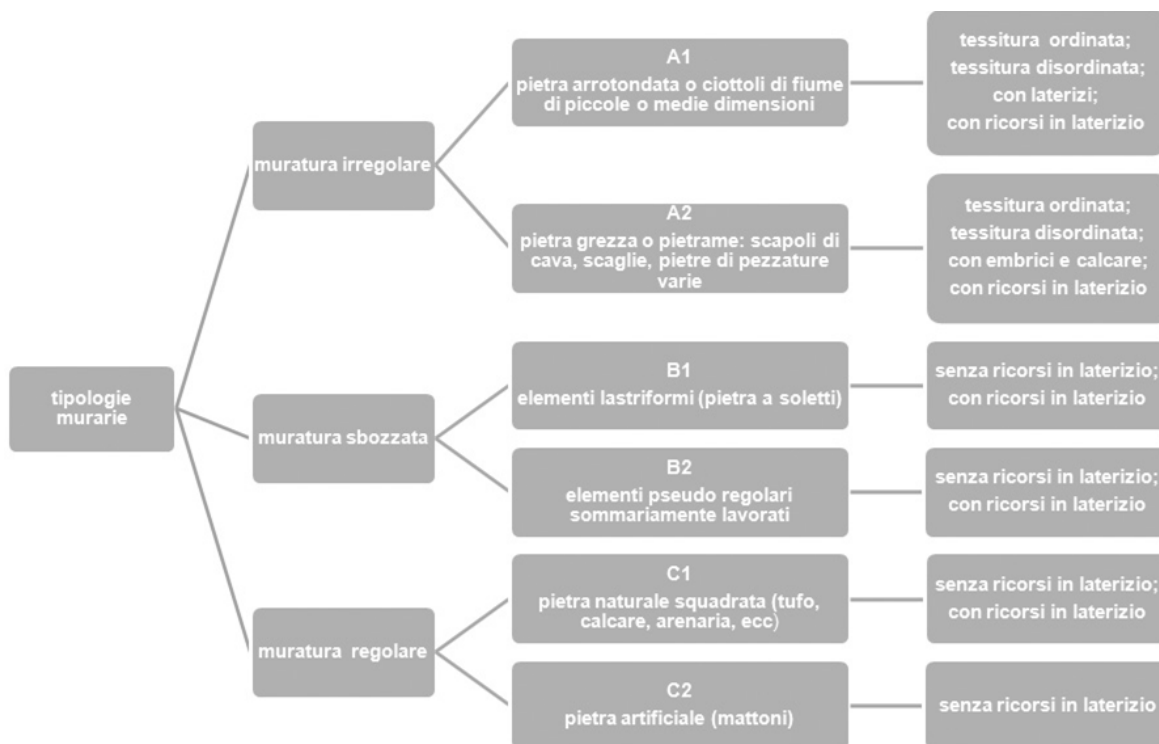 tipologie
murarie
muratura irregolare
A1
pietra arrotondata o ciottoli di fiume
di piccole o medie dimensioni
tessitura ordinata;
tessitura disordinata;
con laterizi;
con ricorsi in laterizio
A2
pietra grezza o pietrame: scapoli di
cava, scaglie, pietre di pezzature
varie
tessitura ordinata;
tessitura disordinata;
con embrici e calcare;
con ricorsi in laterizio
muratura sbozzata
B1
elementi lastriformi (pietra a soletti)
senza ricorsi in laterizio;
con ricorsi in laterizio
B2
elementi pseudo regolari
sommariamente lavorati
senza ricorsi in laterizio;
con ricorsi in laterizio
muratura regolare
C1
pietra naturale squadrata (tufo,
calcare, arenaria, ecc)
senza ricorsi in laterizio;
con ricorsi in laterizio
C2
pietra artificiale (mattoni)
senza ricorsi in laterizio